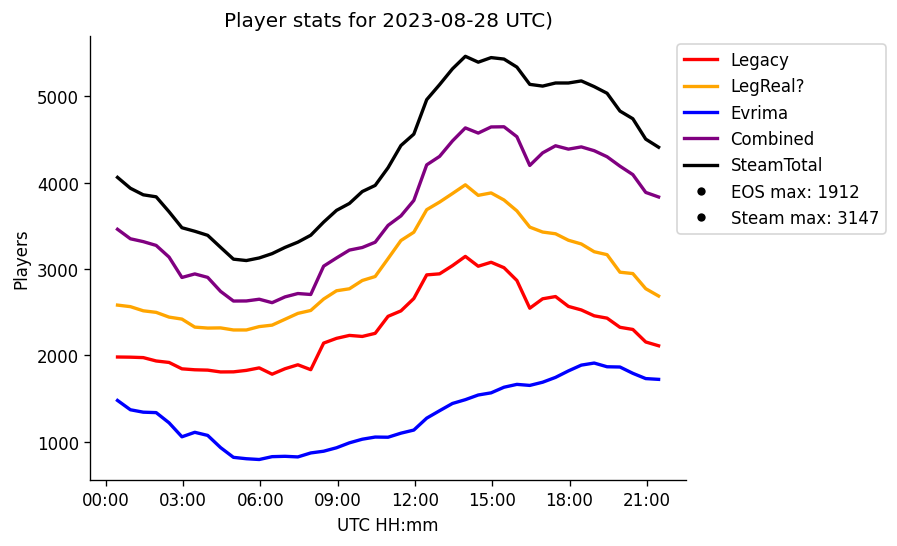 Player stats for 2023-08-28 UTC)
Legacy
LegReal?
Evrima
Combined
SteamTotal
EOS max: 1912
Steam max: 3147
Players
5000
4000
3000
2000
1000
00:00 03:00 06:00 09:00 12:00 15:00 18:00 21:00
UTC HH:mm